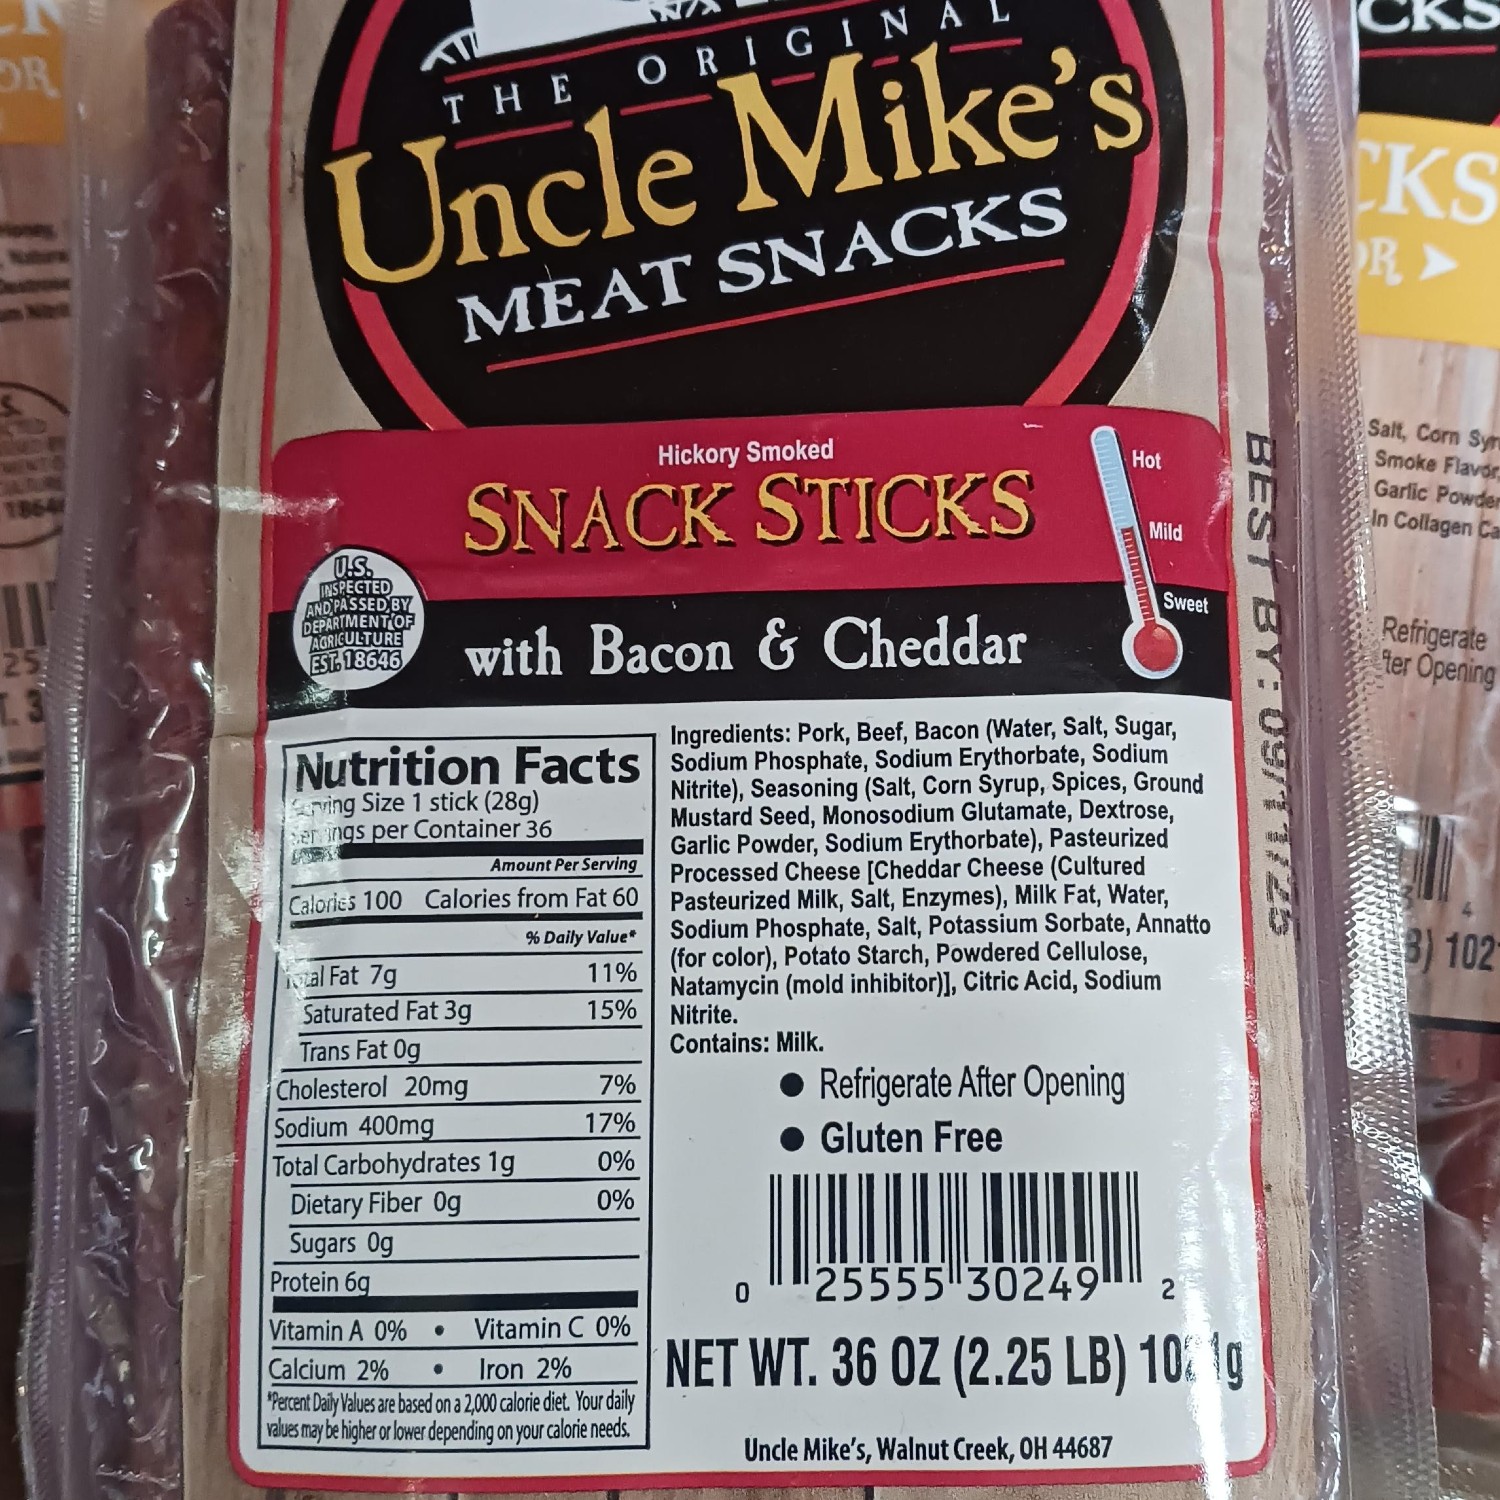 THE ORIGINAL
Uncle Mike's
MEAT SNACKS
Hickory Smoked
SNACK STICKS
with Bacon & Cheddar
Hot
Mild
Sweet
U.S.
INSPECTED
AND PASSED BY
DEPARTMENT OF
AGRICULTURE
EST. 18646
BEST BY:
Nutrition Facts
Serving Size 1 stick (28g)
Servings per Container 36
Amount Per Serving
Calories 100 Calories from Fat 60
% Daily Value*
Total Fat 7g 11%
Saturated Fat 3g 15%
Trans Fat 0g
Cholesterol 20mg 7%
Sodium 400mg 17%
Total Carbohydrates 1g 0%
Dietary Fiber 0g 0%
Sugars 0g
Protein 6g
Vitamin A 0% • Vitamin C 0%
Calcium 2% • Iron 2%
*Percent Daily Values are based on a 2,000 calorie diet. Your daily
values may be higher or lower depending on your calorie needs.
Ingredients: Pork, Beef, Bacon (Water, Salt, Sugar,
Sodium Phosphate, Sodium Erythorbate, Sodium
Nitrite), Seasoning (Salt, Corn Syrup, Spices, Ground
Mustard Seed, Monosodium Glutamate, Dextrose,
Garlic Powder, Sodium Erythorbate), Pasteurized
Processed Cheese [Cheddar Cheese (Cultured
Pasteurized Milk, Salt, Enzymes), Milk Fat, Water,
Sodium Phosphate, Salt, Potassium Sorbate, Annatto
(for color), Potato Starch, Powdered Cellulose,
Natamycin (mold inhibitor)], Citric Acid, Sodium
Nitrite.
Contains: Milk.
● Refrigerate After Opening
● Gluten Free
0 25555 30249 2
NET WT. 36 OZ (2.25 LB)
Uncle Mike's, Walnut Creek, OH 44687
CKS
CKS
OR ➤
Salt, Corn Syr
Smoke Flavor,
Garlic Powder
In Collagen Ca
Refrigerate
ter Opening
4
B) 102